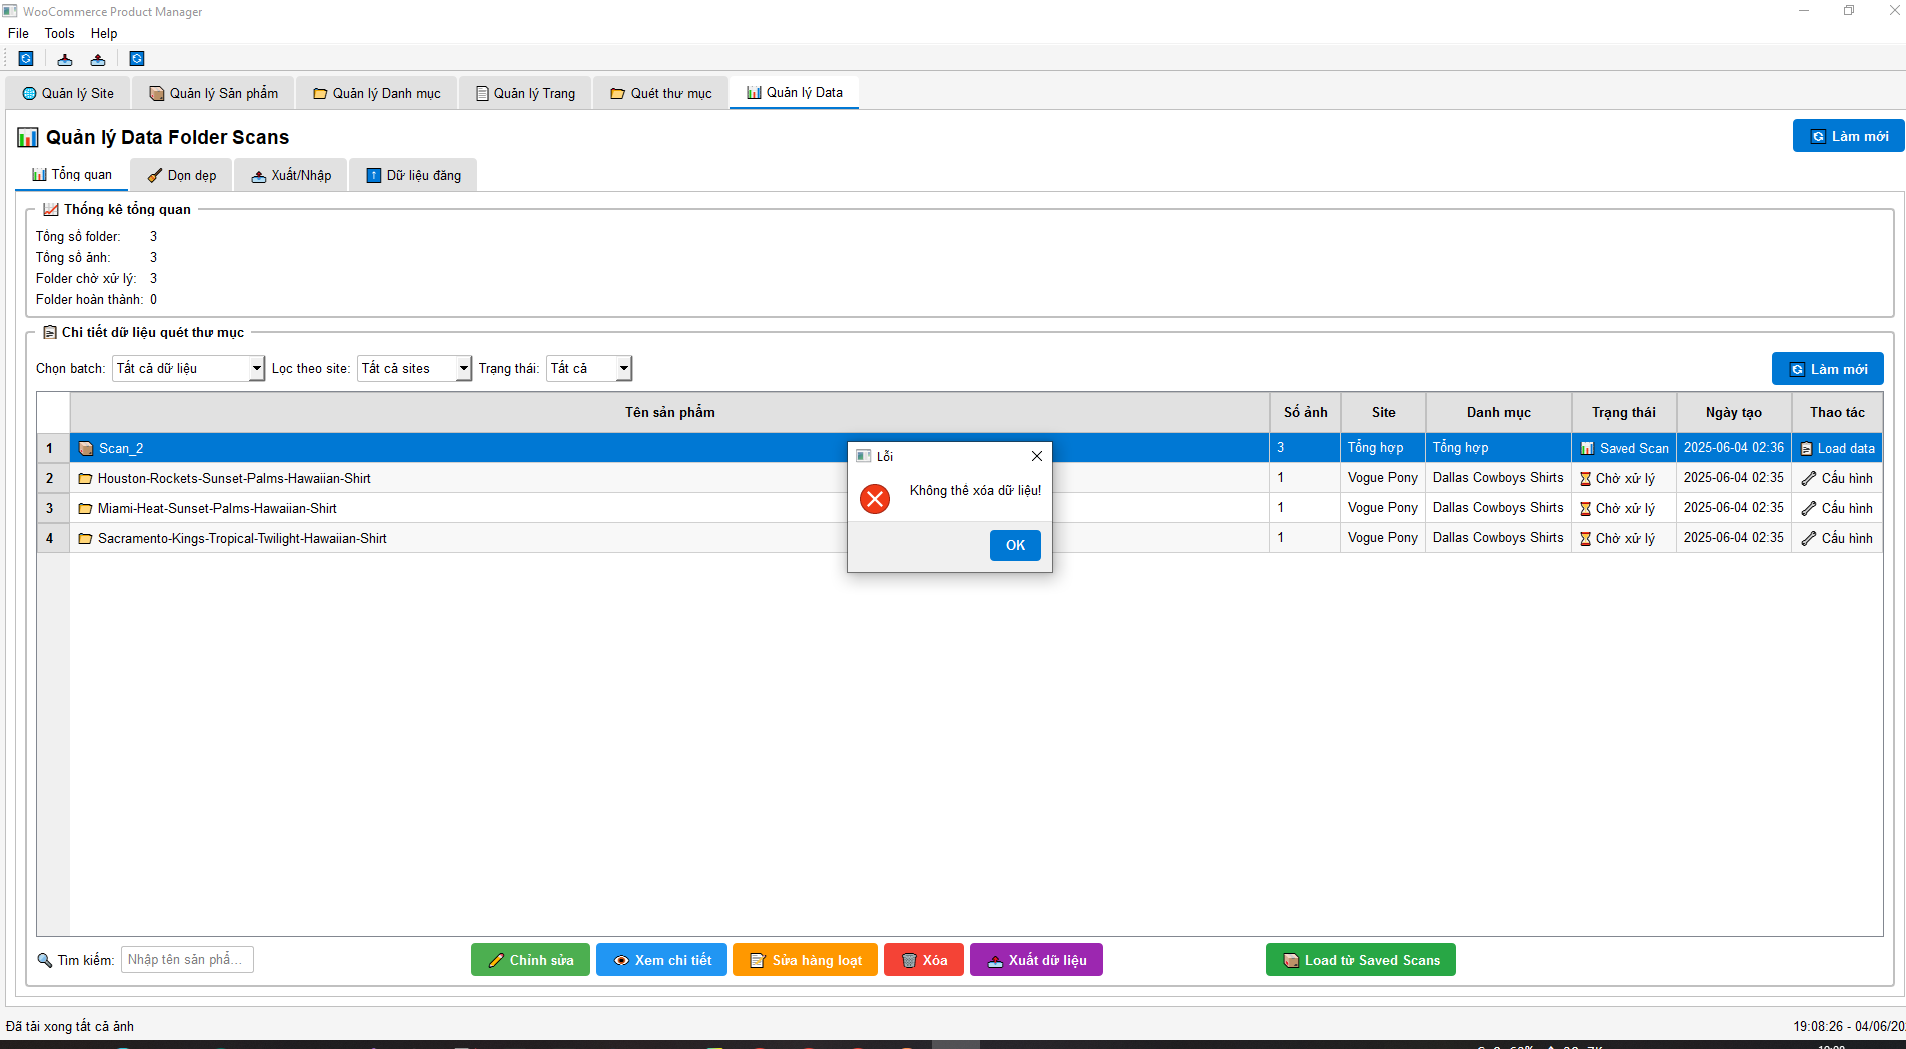 WooCommerce Product Manager
File Tools Help
Quản lý Site Quản lý Sản phẩm Quản lý Danh mục Quản lý Trang Quét thư mục Quản lý Data
Quản lý Data Folder Scans Làm mới
Tổng quan Dọn dẹp Xuất/Nhập Dữ liệu đăng
Thống kê tổng quan
Tổng số folder: 3
Tổng số ảnh: 3
Folder chờ xử lý: 3
Folder hoàn thành: 0
Chi tiết dữ liệu quét thư mục
Chọn batch: Tất cả dữ liệu Lọc theo site: Tất cả sites Trạng thái: Tất cả Làm mới
Tên sản phẩm Số ảnh Site Danh mục Trạng thái Ngày tạo Thao tác
1 Scan_2 3 Tổng hợp Tổng hợp Saved Scan 2025-06-04 02:36 Load data
2 Houston-Rockets-Sunset-Palms-Hawaiian-Shirt 1 Vogue Pony Dallas Cowboys Shirts Chờ xử lý 2025-06-04 02:35 Cấu hình
3 Miami-Heat-Sunset-Palms-Hawaiian-Shirt 1 Vogue Pony Dallas Cowboys Shirts Chờ xử lý 2025-06-04 02:35 Cấu hình
4 Sacramento-Kings-Tropical-Twilight-Hawaiian-Shirt 1 Vogue Pony Dallas Cowboys Shirts Chờ xử lý 2025-06-04 02:35 Cấu hình
Lỗi
Không thể xóa dữ liệu!
OK
Tìm kiếm: Nhập tên sản phẩ... Chỉnh sửa Xem chi tiết Sửa hàng loạt Xóa Xuất dữ liệu Load từ Saved Scans
Đã tải xong tất cả ảnh 19:08:26 - 04/06/20